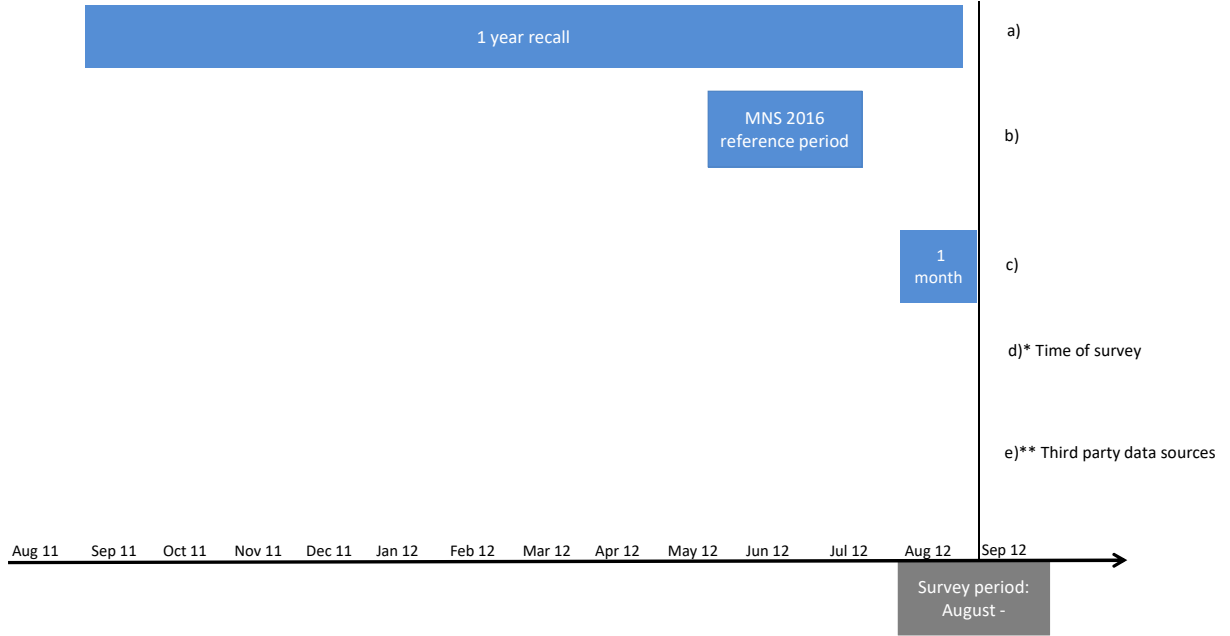 1 year recall
a)
MNS 2016
reference period
b)
1
month
c)
d)* Time of survey
e)** Third party data sources
Aug 11 Sep 11 Oct 11 Nov 11 Dec 11 Jan 12 Feb 12 Mar 12 Apr 12 May 12 Jun 12 Jul 12 Aug 12 Sep 12
Survey period:
August -